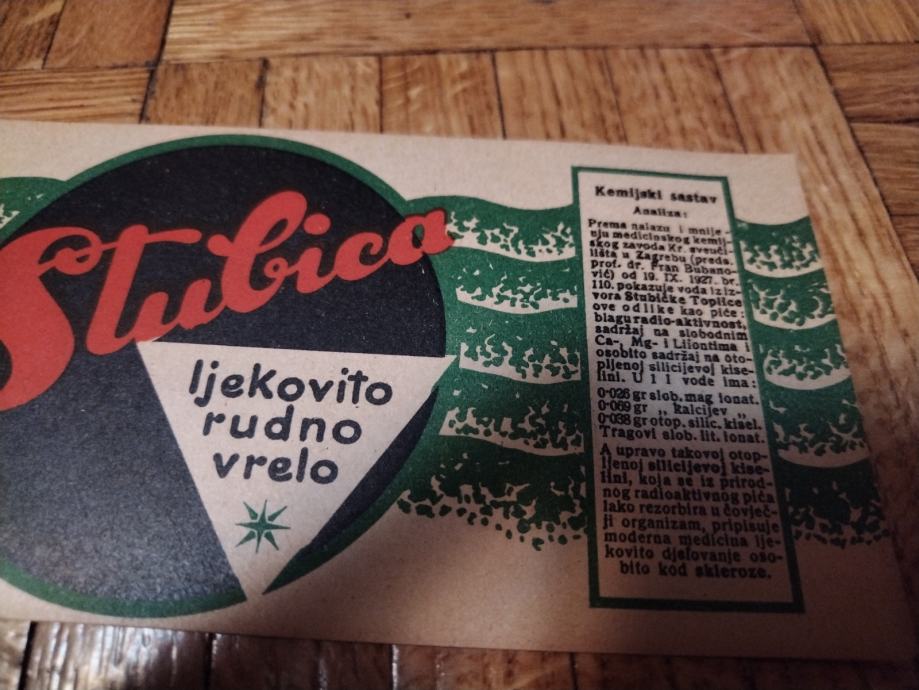 Stubica
ljekovito
rudno
vrelo
Kemijski sastav
Analiza:
Prema nalazu i mnije-
nju medicinskog kemij-
skog zavoda Kr. sveuči-
lišta u Zagrebu (preds.
prof. dr. Fran Bubano-
vić) od 19. IX. 1927. br.
110. pokazuje voda iz iz-
vora Stubičke Toplice
ove odlike kao piće:
blagu radio-aktivnost,
sadržaj na slobodnim
Ca-, Mg- i Liiontima i
osobito sadržaj na oto-
pljenoj silicijevoj kise-
lini. U 1 l vode ima:
0·026 gr slob. mag ionat.
0·069 gr „ kalcijev „
0·038 gr otop. silic. kisel.
Tragovi slob. lit. ionat.
A upravo takovoj otop-
ljenoj silicijevoj kise-
lini, koja se iz prirod-
nog radioaktivnog pića
lako rezorbira u čovječ-
ji organizam, pripisuje
moderna medicina lje-
kovito djelovanje oso-
bito kod skleroze.